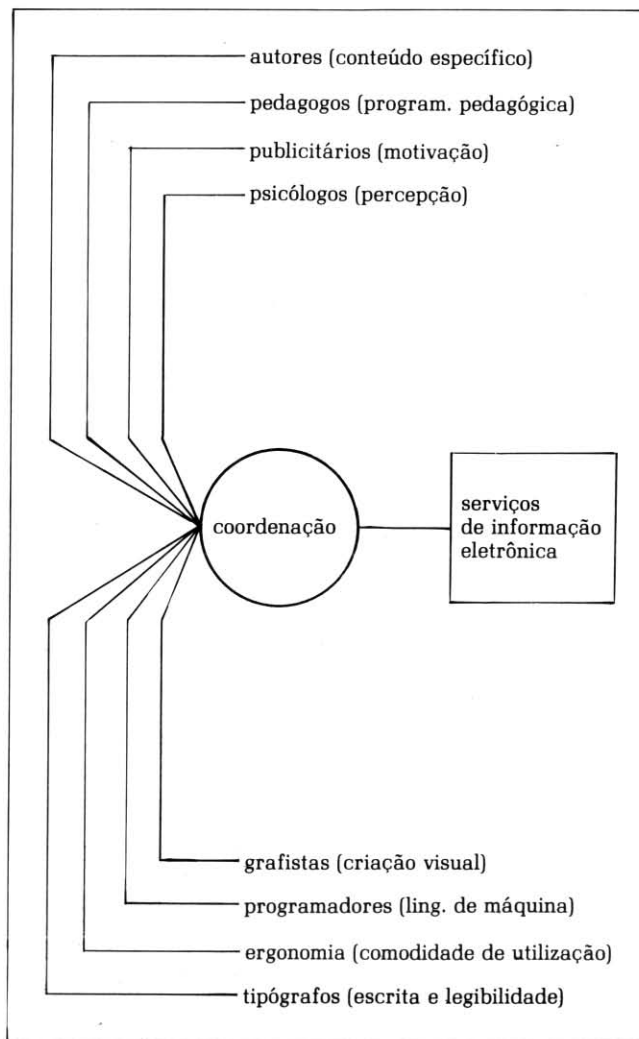 autores (conteúdo específico)
pedagogos (program. pedagógica)
publicitários (motivação)
psicólogos (percepção)
coordenação
serviços
de informação
eletrônica
grafistas (criação visual)
programadores (ling. de máquina)
ergonomia (comodidade de utilização)
tipógrafos (escrita e legibilidade)